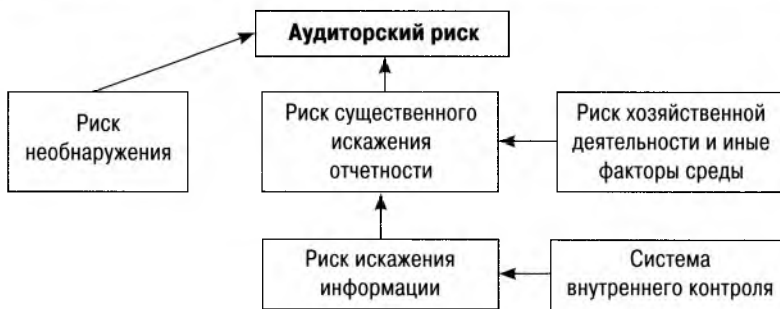 Аудиторский риск
Риск
необнаружения
Риск существенного
искажения
отчетности
Риск хозяйственной
деятельности и иные
факторы среды
Риск искажения
информации
Система
внутреннего контроля